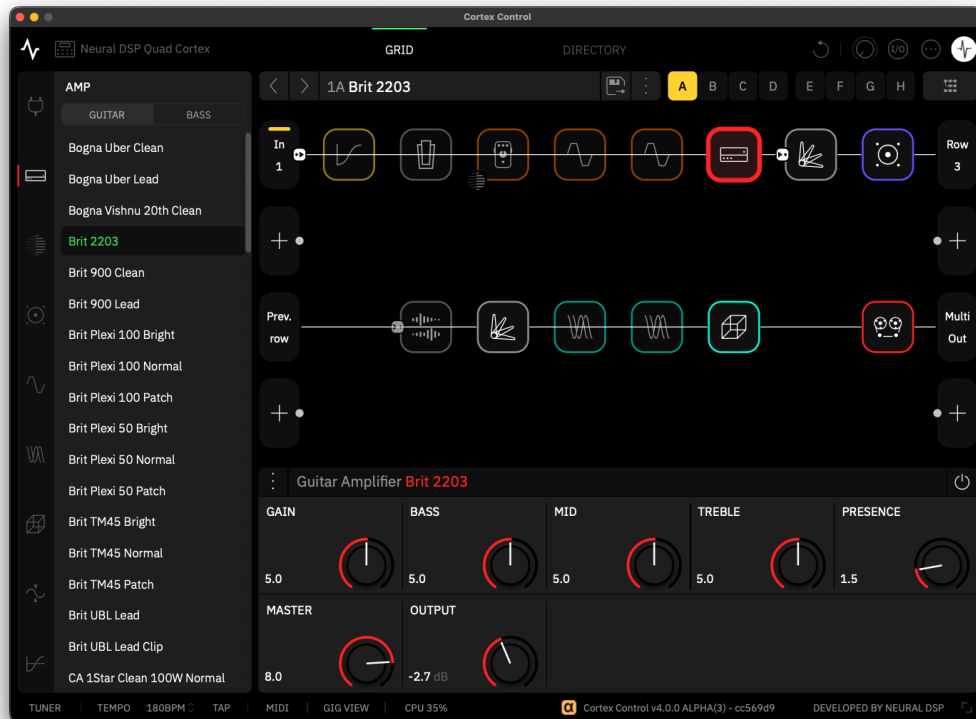 Cortex Control
Neural DSP Quad Cortex
GRID
DIRECTORY
I/O
AMP
GUITAR
BASS
Bogna Uber Clean
Bogna Uber Lead
Bogna Vishnu 20th Clean
Brit 2203
Brit 900 Clean
Brit 900 Lead
Brit Plexi 100 Bright
Brit Plexi 100 Normal
Brit Plexi 100 Patch
Brit Plexi 50 Bright
Brit Plexi 50 Normal
Brit Plexi 50 Patch
Brit TM45 Bright
Brit TM45 Normal
Brit TM45 Patch
Brit UBL Lead
Brit UBL Lead Clip
CA 1Star Clean 100W Normal
1A Brit 2203
A
B
C
D
E
F
G
H
In
1
Row
3
Prev.
row
Multi
Out
Guitar Amplifier Brit 2203
GAIN
5.0
BASS
5.0
MID
5.0
TREBLE
5.0
PRESENCE
1.5
MASTER
8.0
OUTPUT
-2.7 dB
TUNER
TEMPO
180BPM
TAP
MIDI
GIG VIEW
CPU 35%
Cortex Control v4.0.0 ALPHA(3) - cc569d9
DEVELOPED BY NEURAL DSP